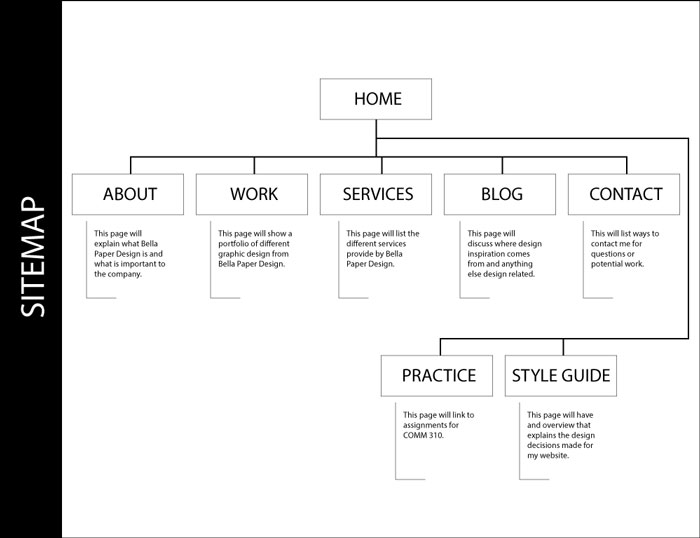 SITEMAP
HOME
ABOUT
WORK
SERVICES
BLOG
CONTACT
This page will
explain what Bella
Paper Design is and
what is important to
the company.
This page will show a
portfolio of different
graphic design from
Bella Paper Design.
This page will list the
different services
provide by Bella
Paper Design.
This page will
discuss where design
inspiration comes
from and anything
else design related.
This will list ways to
contact me for
questions or
potential work.
PRACTICE
STYLE GUIDE
This page will link to
assignments for
COMM 310.
This page will have
and overview that
explains the design
decisions made for
my website.